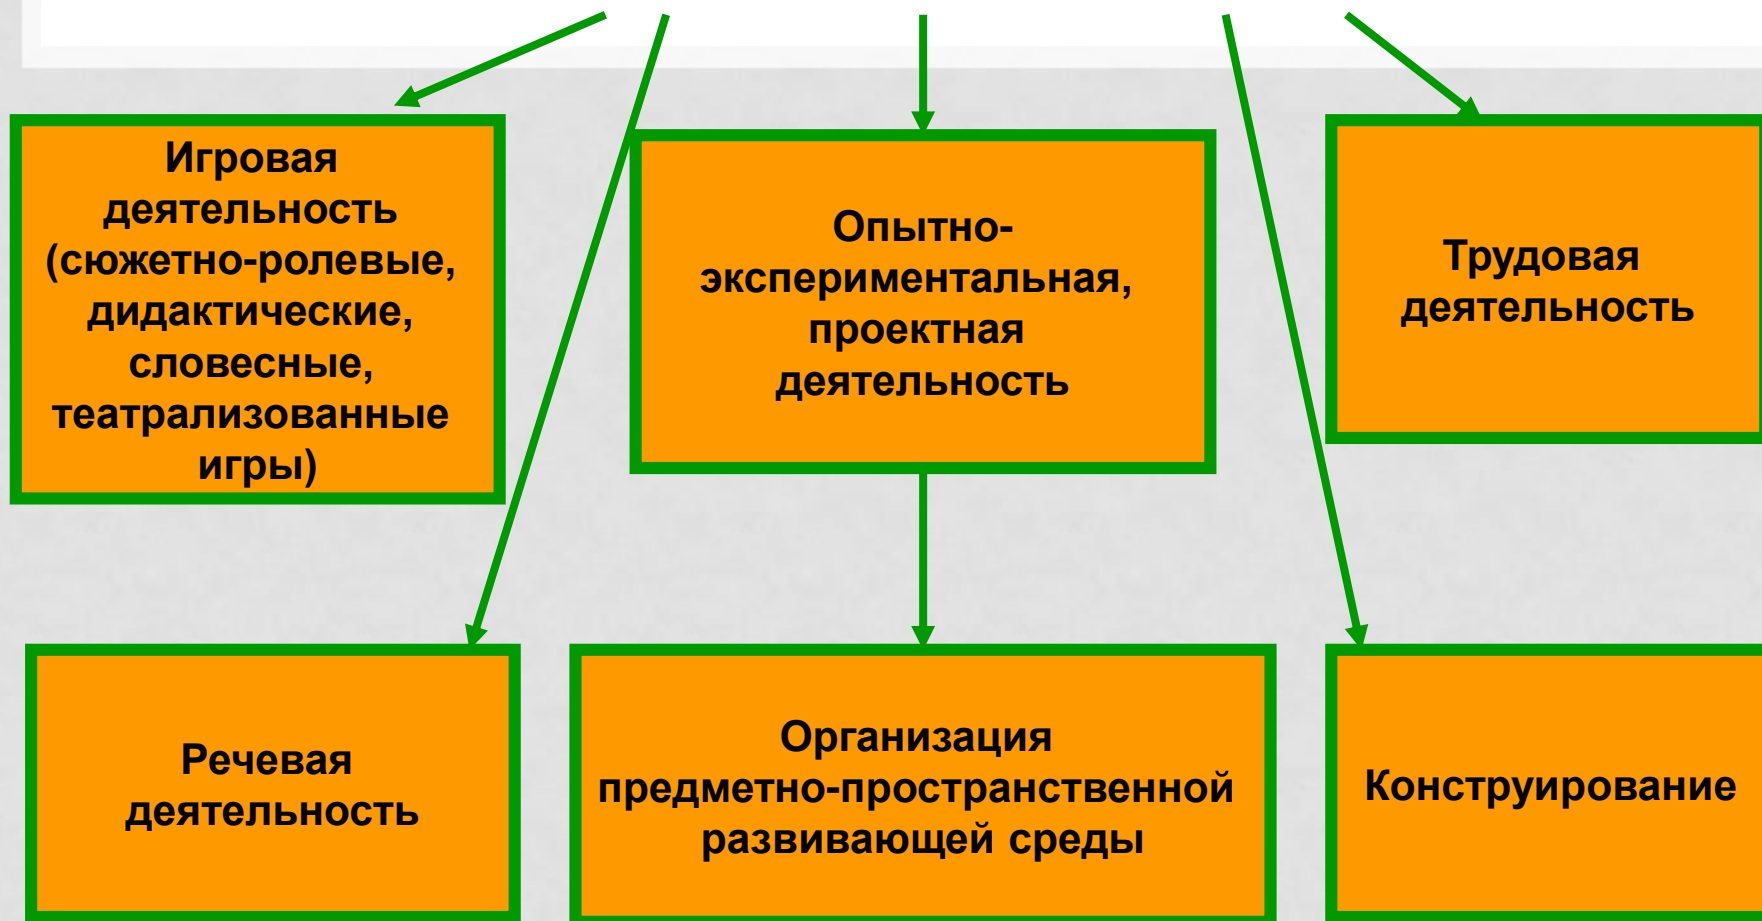 Игровая
деятельность
(сюжетно-ролевые,
дидактические,
словесные,
театрализованные
игры)
Опытно-
экспериментальная,
проектная
деятельность
Трудовая
деятельность
Речевая
деятельность
Организация
предметно-пространственной
развивающей среды
Конструирование